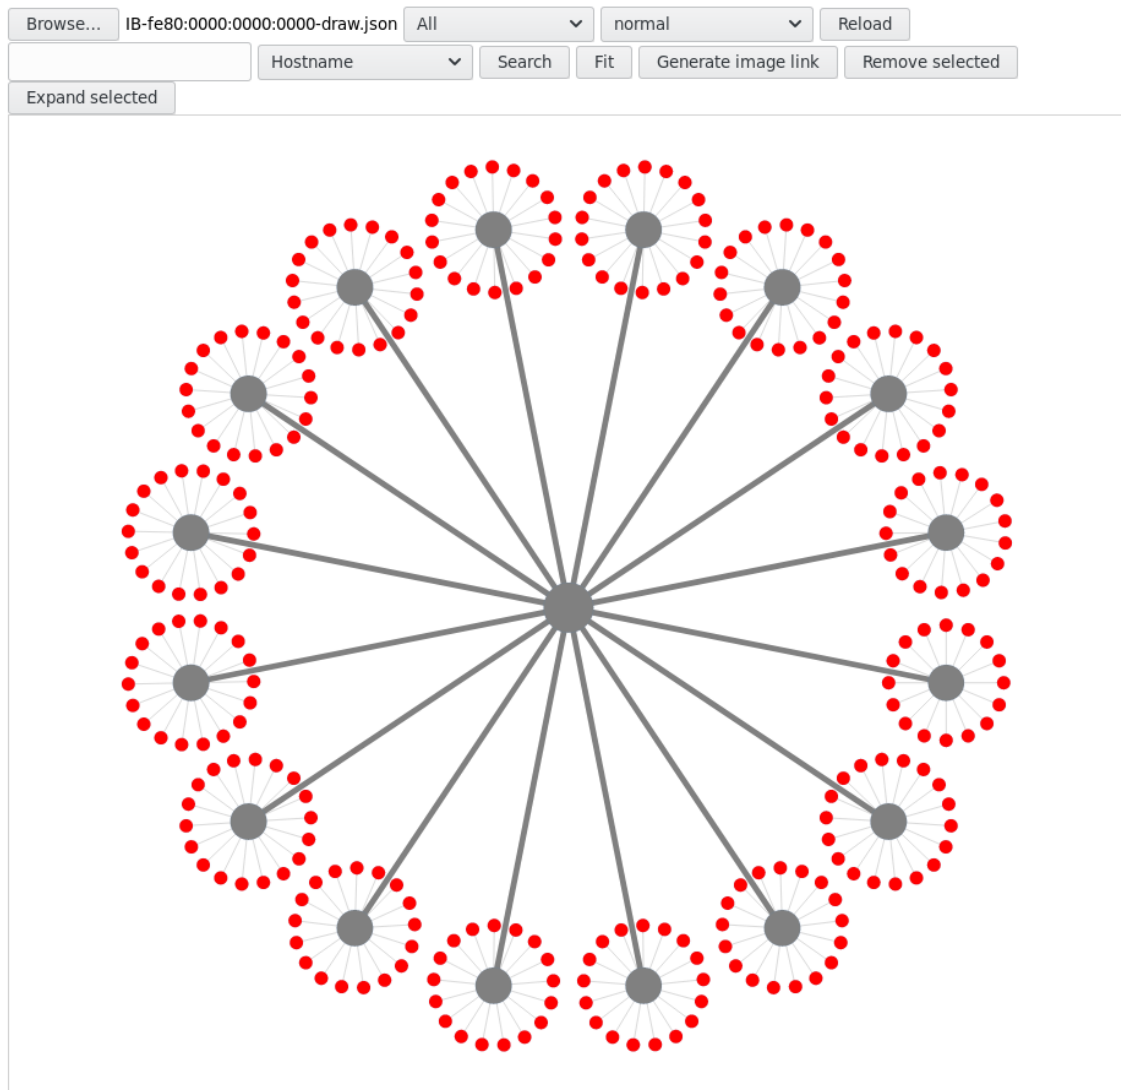 Browse... IB-fe80:0000:0000:0000-draw.json All normal Reload
Hostname Search Fit Generate image link Remove selected
Expand selected